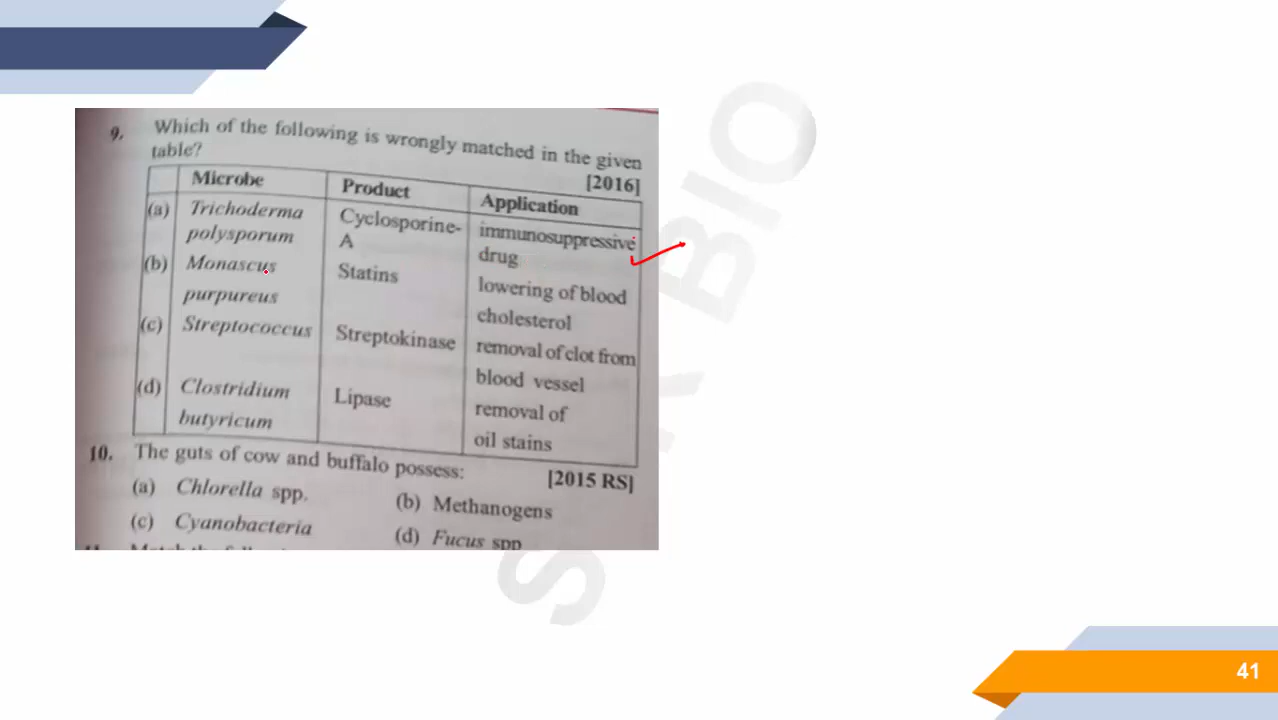 9. Which of the following is wrongly matched in the given
table? [2016]
Microbe Product Application
(a) Trichoderma Cyclosporine- immunosuppressive
polysporum A drug
(b) Monascus Statins lowering of blood
purpureus cholesterol
(c) Streptococcus Streptokinase removal of clot from
blood vessel
(d) Clostridium Lipase removal of
butyricum oil stains
10. The guts of cow and buffalo possess: [2015 RS]
(a) Chlorella spp. (b) Methanogens
(c) Cyanobacteria (d) Fucus spp
BIO
41